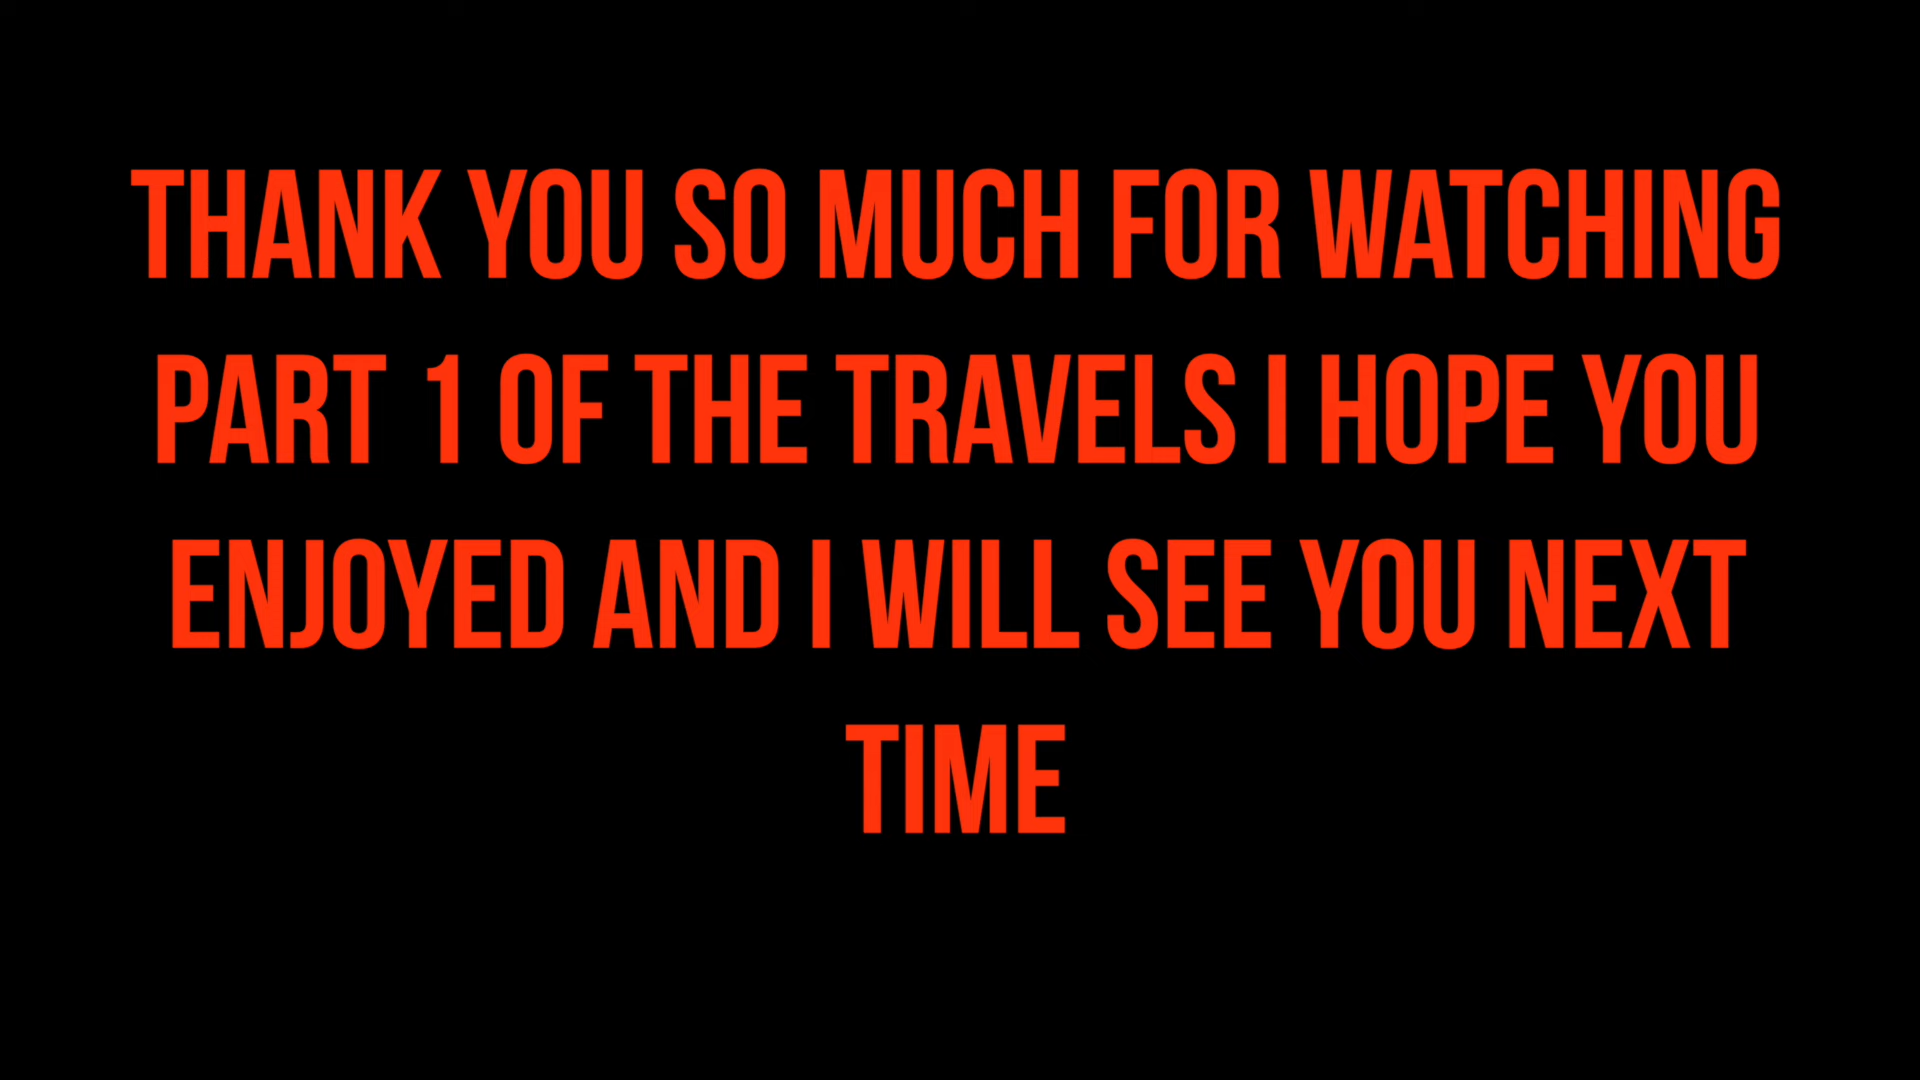 THANK YOU SO MUCH FOR WATCHING
PART 1 OF THE TRAVELS I HOPE YOU
ENJOYED AND I WILL SEE YOU NEXT
TIME